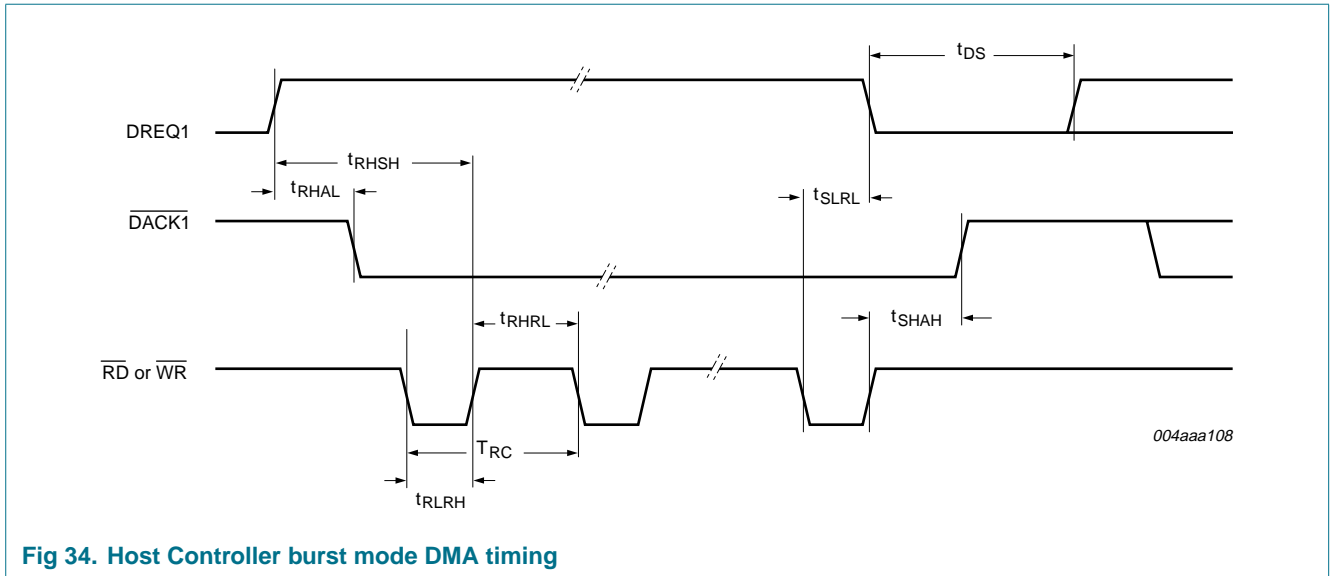 tDS
DREQ1
tRHSH
tRHAL
tSLRL
DACK1
tSHAH
tRHRL
RD or WR
004aaa108
TRC
tRLRH
Fig 34. Host Controller burst mode DMA timing